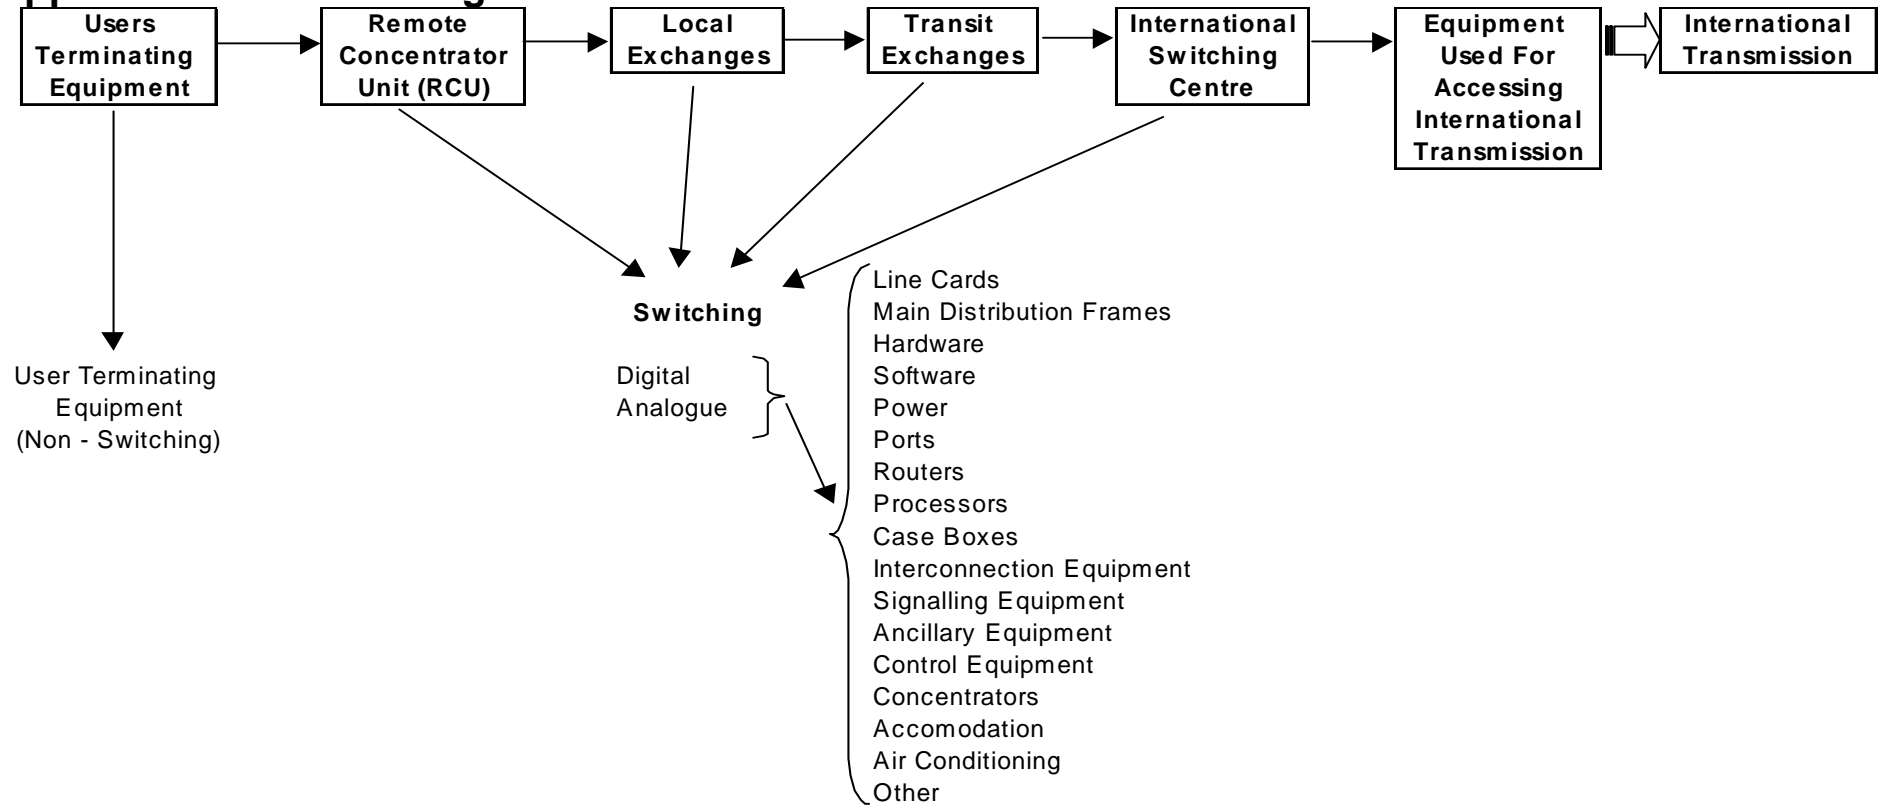 Users
Terminating
Equipment
Remote
Concentrator
Unit (RCU)
Local
Exchanges
Transit
Exchanges
International
Switching
Centre
Equipment
Used For
Accessing
International
Transmission
International
Transmission
Switching
User Terminating
Equipment
(Non - Switching)
Digital
Analogue
Line Cards
Main Distribution Frames
Hardware
Software
Power
Ports
Routers
Processors
Case Boxes
Interconnection Equipment
Signalling Equipment
Ancillary Equipment
Control Equipment
Concentrators
Accomodation
Air Conditioning
Other